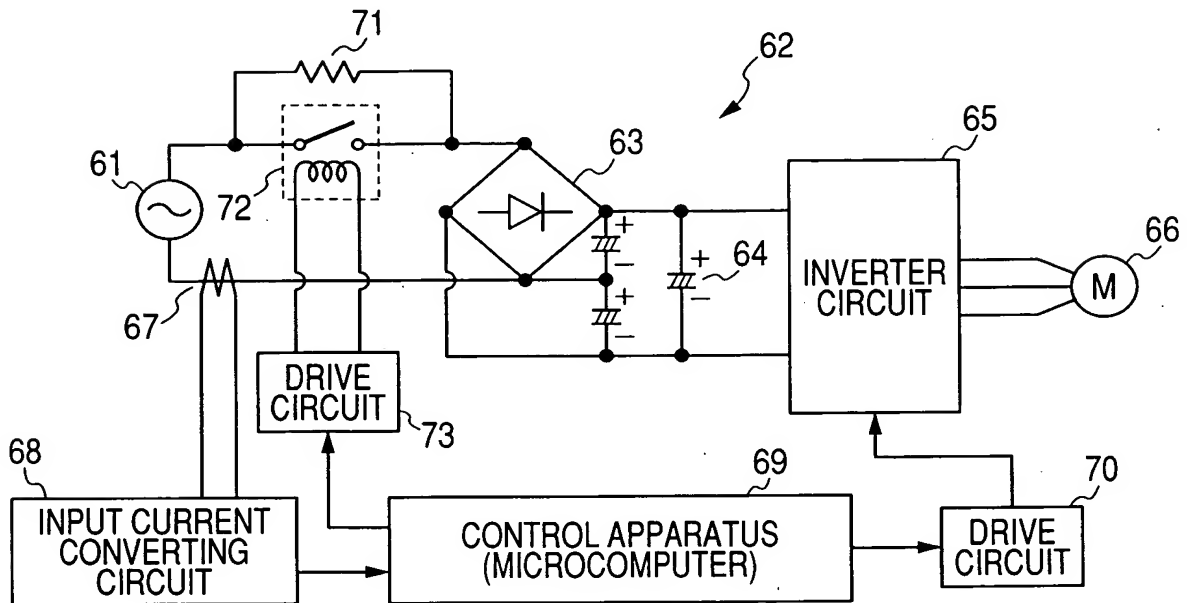 71
62
61
72
63
65
+
-
+
-
+
-
64
INVERTER
CIRCUIT
66
M
67
DRIVE
CIRCUIT
73
68
INPUT CURRENT
CONVERTING
CIRCUIT
69
CONTROL APPARATUS
(MICROCOMPUTER)
70
DRIVE
CIRCUIT